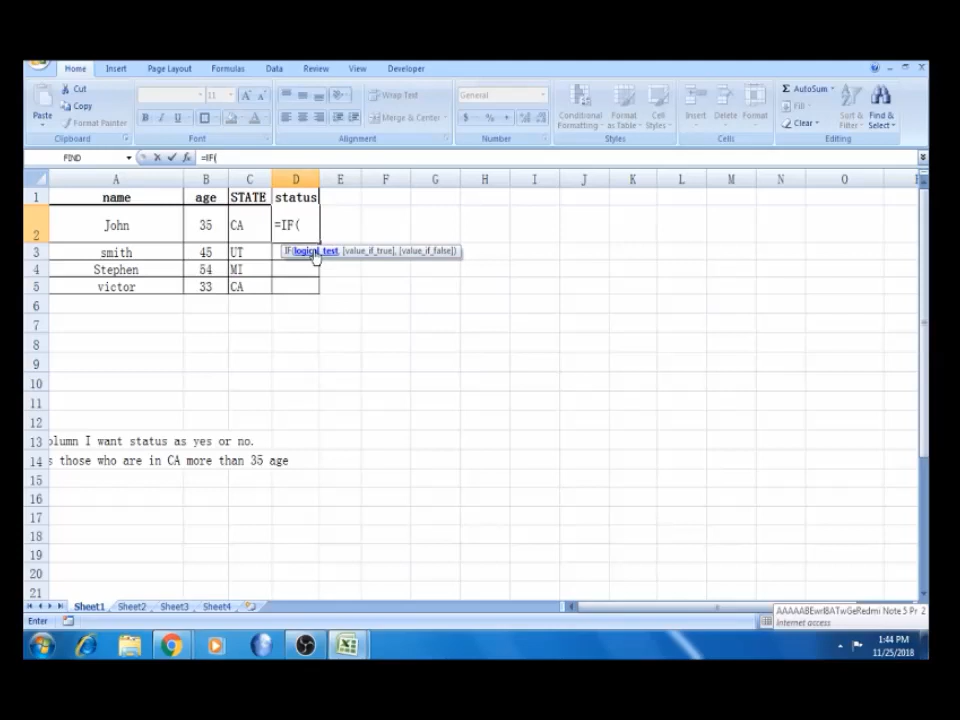 Home Insert Page Layout Formulas Data Review View Developer
Cut
Copy
Format Painter
Paste
11
Wrap Text
Merge & Center
General
Conditional Formatting
Format as Table
Cell Styles
Insert Delete Format
AutoSum
Fill
Clear
Sort & Filter
Find & Select
Clipboard Font Alignment Number Styles Cells Editing
FIND =IF(
A B C D E F G H I J K L M N O
1 name age STATE status
2 John 35 CA =IF(
IF(logical_test, [value_if_true], [value_if_false])
3 smith 45 UT
4 Stephen 54 MI
5 victor 33 CA
6
7
8
9
10
11
12
13 olumn I want status as yes or no.
14 s those who are in CA more than 35 age
15
16
17
18
19
20
21
Sheet1 Sheet2 Sheet3 Sheet4
Enter
Redmi Note 5 Pr 2
Internet access
1:44 PM
11/25/2018